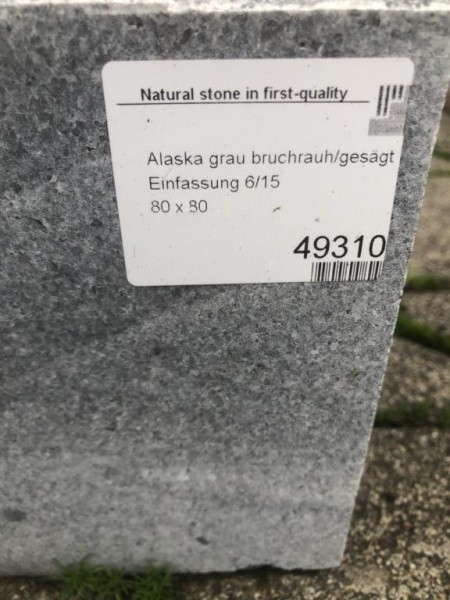 Natural stone in first-quality
Alaska grau bruchrauh/gesägt
Einfassung 6/15
80 x 80
49310